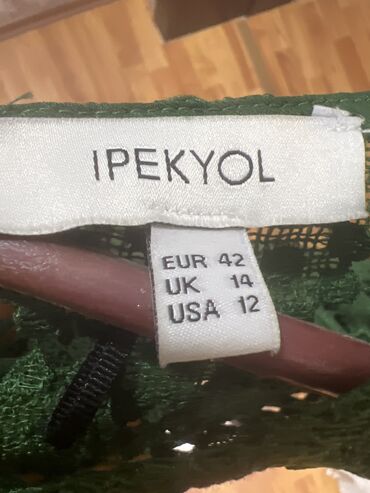 IPEKYOL
EUR 42
UK 14
USA 12